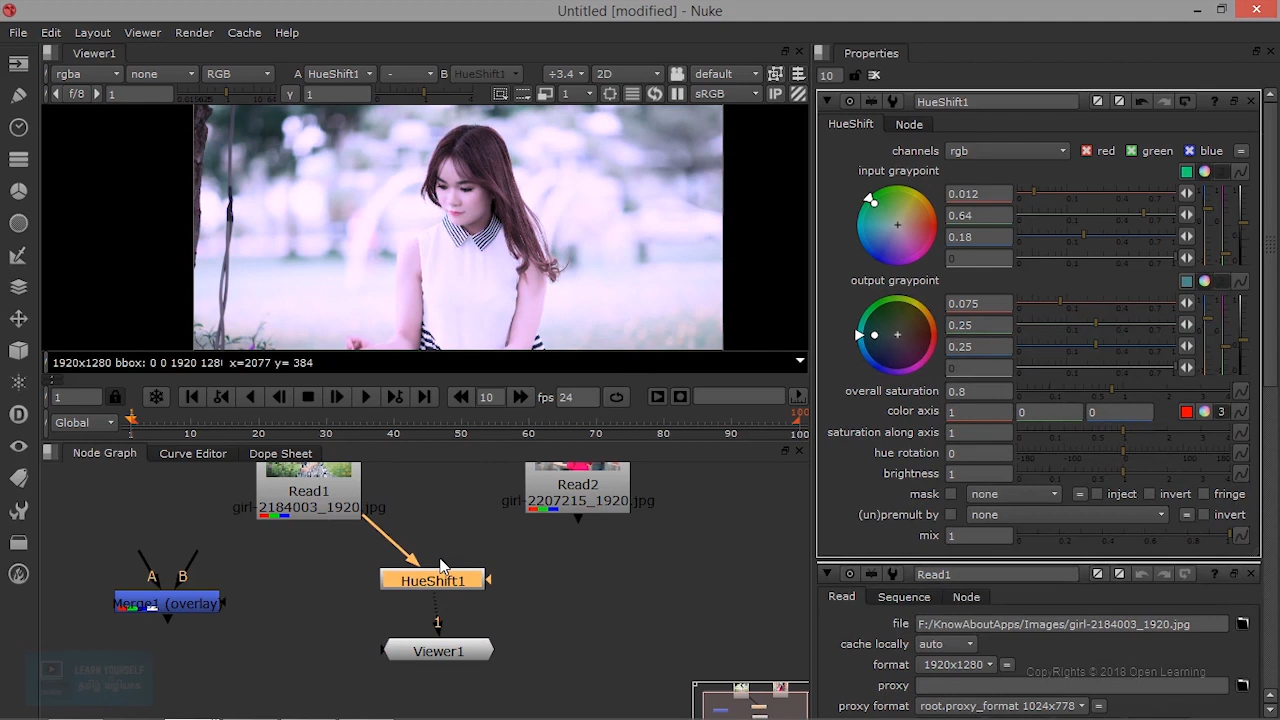 Untitled [modified] - Nuke
File Edit Layout Viewer Render Cache Help
Viewer1
rgba none RGB A HueShift1 - B HueShift1 ÷3.4 2D default
f/8 1 γ 1 1 sRGB IP
1920x1280 bbox: 0 0 1920 128 x=2077 y= 384
1 10 fps 24
Global 1 1 10 20 30 40 50 60 70 80 90 100 100
Node Graph Curve Editor Dope Sheet
Read1
girl-2184003_1920.jpg
Read2
girl-2207215_1920.jpg
A B
Merge1 (overlay)
HueShift1
1
Viewer1
LEARN YOURSELF
Properties
10
HueShift1
HueShift Node
channels rgb red green blue =
input graypoint
0.012
0.64
0.18
0
output graypoint
0.075
0.25
0.25
0
overall saturation 0.8
color axis 1 0 0 3
saturation along axis 1
hue rotation 0
brightness 1
mask none = inject invert fringe
(un)premult by none = invert
mix 1
Read1
Read Sequence Node
file F:/KnowAboutApps/Images/girl-2184003_1920.jpg
cache locally auto
format 1920x1280 =
CopyRights © 2018 Open Learning
proxy
proxy format root.proxy_format 1024x778 =